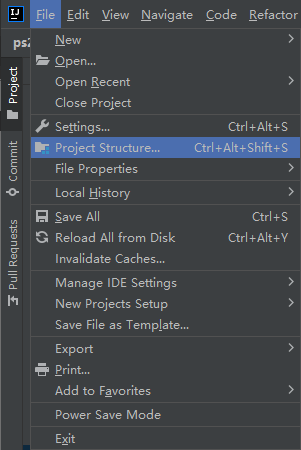 IJ File Edit View Navigate Code Refactor
ps2
Project
Commit
Pull Requests
New
Open...
Open Recent
Close Project
Settings... Ctrl+Alt+S
Project Structure... Ctrl+Alt+Shift+S
File Properties
Local History
Save All Ctrl+S
Reload All from Disk Ctrl+Alt+Y
Invalidate Caches...
Manage IDE Settings
New Projects Setup
Save File as Template...
Export
Print...
Add to Favorites
Power Save Mode
Exit